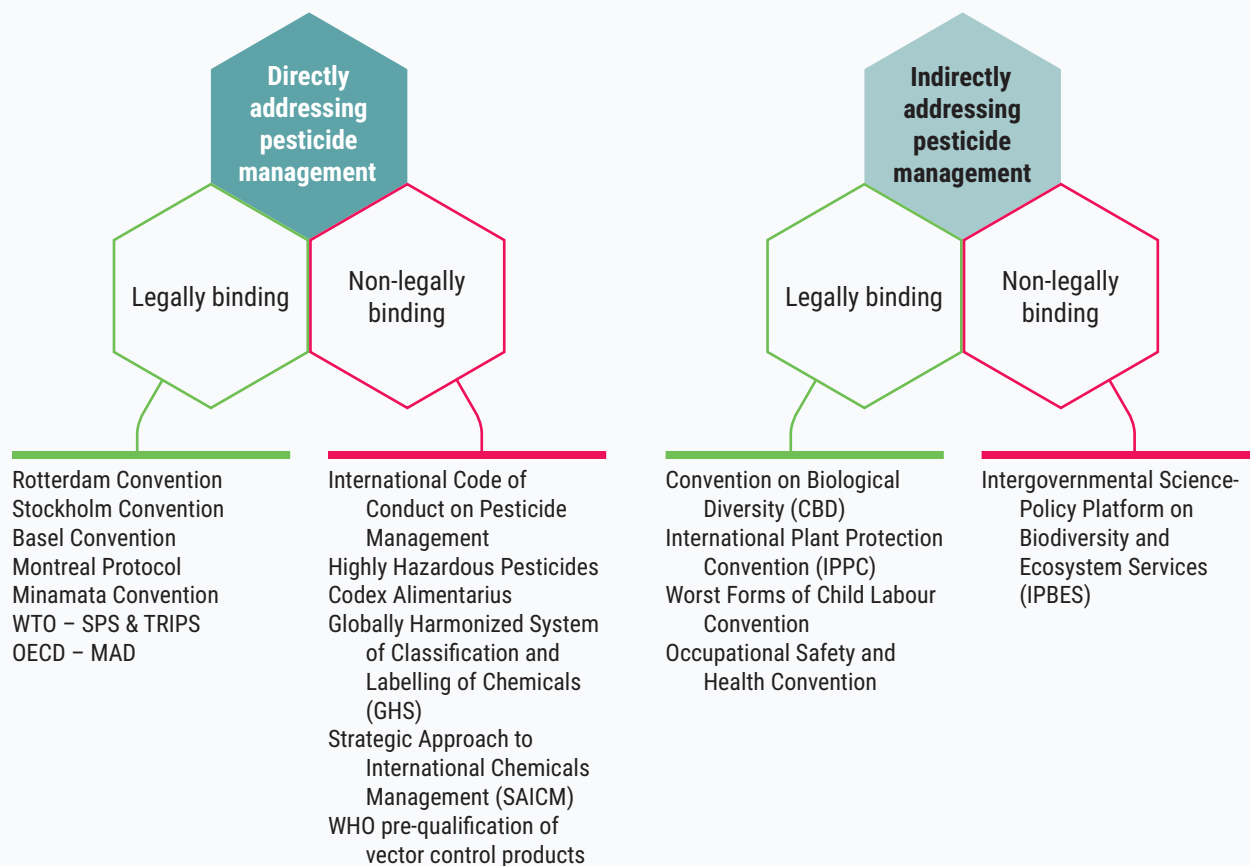 Directly
addressing
pesticide
management
Legally binding
Non-legally
binding
Rotterdam Convention
Stockholm Convention
Basel Convention
Montreal Protocol
Minamata Convention
WTO – SPS & TRIPS
OECD – MAD
International Code of
Conduct on Pesticide
Management
Highly Hazardous Pesticides
Codex Alimentarius
Globally Harmonized System
of Classification and
Labelling of Chemicals
(GHS)
Strategic Approach to
International Chemicals
Management (SAICM)
WHO pre-qualification of
vector control products
Indirectly
addressing
pesticide
management
Legally binding
Non-legally
binding
Convention on Biological
Diversity (CBD)
International Plant Protection
Convention (IPPC)
Worst Forms of Child Labour
Convention
Occupational Safety and
Health Convention
Intergovernmental Science-
Policy Platform on
Biodiversity and
Ecosystem Services
(IPBES)